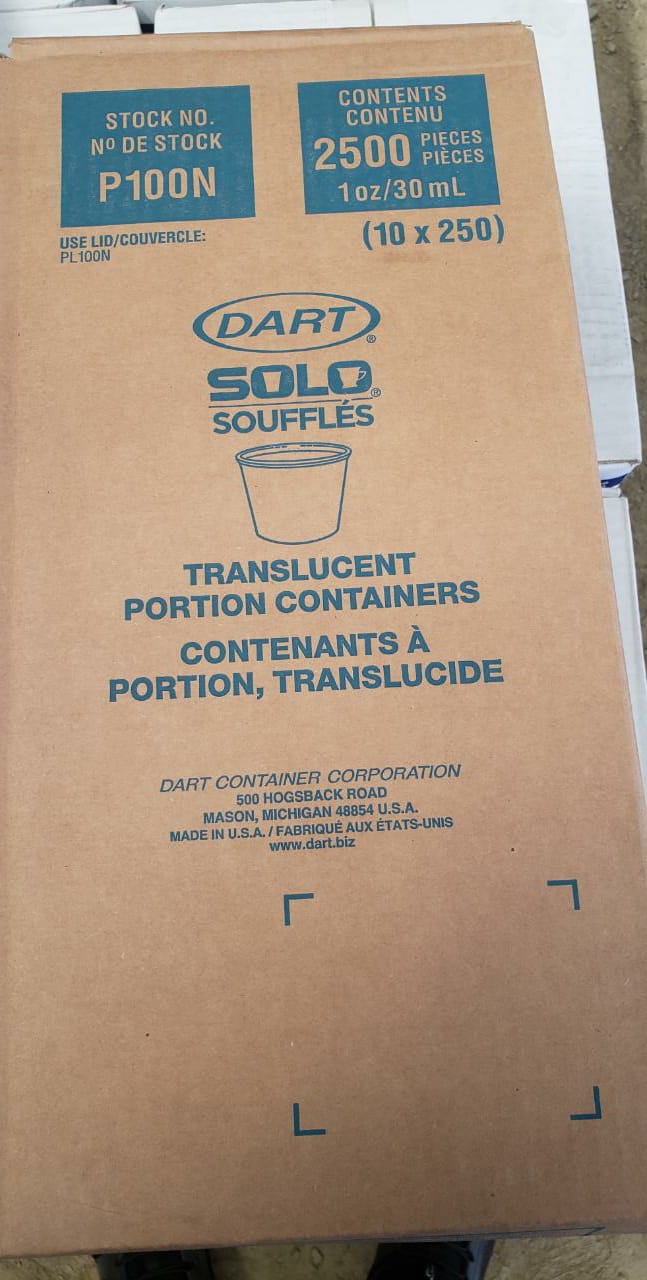 STOCK NO.
Nº DE STOCK
P100N
USE LID/COUVERCLE:
PL100N
CONTENTS
CONTENU
2500 PIECES
PIÈCES
1 oz/30 mL
(10 x 250)
DART®
SOLO®
SOUFFLÉS
TRANSLUCENT
PORTION CONTAINERS
CONTENANTS À
PORTION, TRANSLUCIDE
DART CONTAINER CORPORATION
500 HOGSBACK ROAD
MASON, MICHIGAN 48854 U.S.A.
MADE IN U.S.A. / FABRIQUÉ AUX ÉTATS-UNIS
www.dart.biz